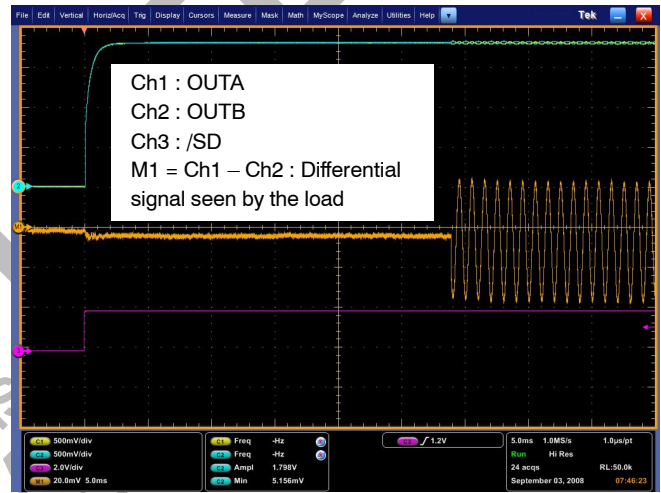 File Edit Vertical Horiz/Acq Trig Display Cursors Measure Mask Math MyScope Analyze Utilities Help Tek X
Ch1 : OUTA
Ch2 : OUTB
Ch3 : /SD
M1 = Ch1 – Ch2 : Differential
signal seen by the load
2
M1
3
C1 500mV/div
C2 500mV/div
C3 2.0V/div
M1 20.0mV 5.0ms
C1 Freq -Hz
C2 Freq -Hz
C2 Ampl 1.798V
C2 Min 5.156mV
C3 1.2V
5.0ms 1.0MS/s 1.0µs/pt
Run Hi Res
24 acqs RL:50.0k
September 03, 2008 07:46:23